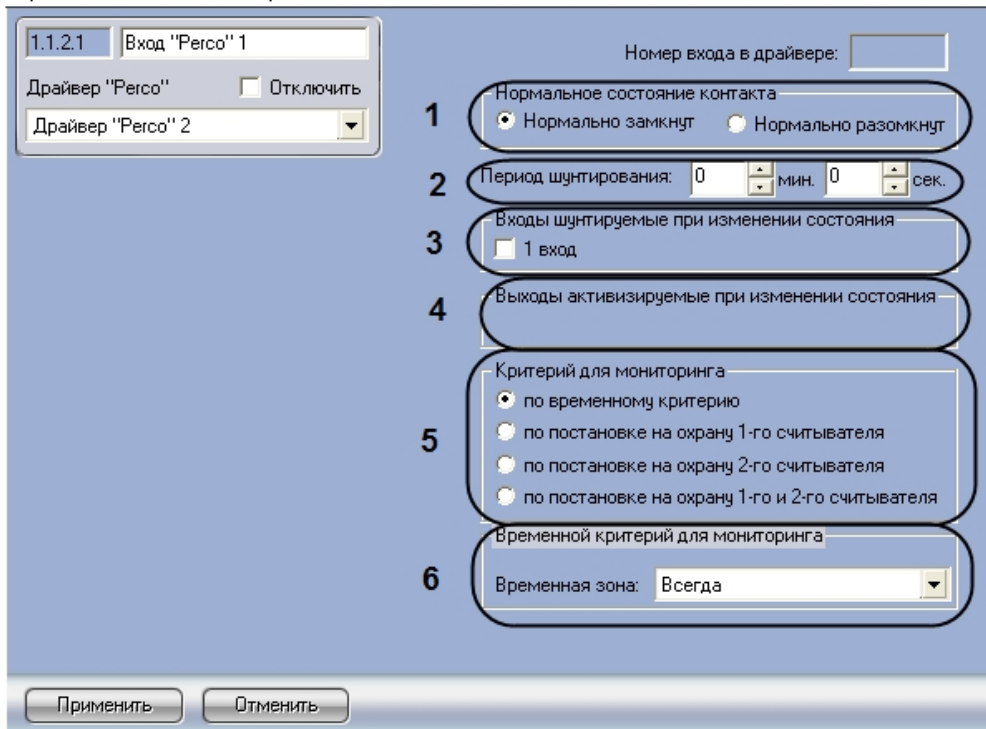 1.1.2.1 Вход "Perco" 1
Номер входа в драйвере:
Драйвер "Perco" Отключить
Драйвер "Perco" 2
1
Нормальное состояние контакта
Нормально замкнут Нормально разомкнут
2
Период шунтирования: 0 мин. 0 сек.
3
Входы шунтируемые при изменении состояния
1 вход
4
Выходы активизируемые при изменении состояния
5
Критерий для мониторинга
по временному критерию
по постановке на охрану 1-го считывателя
по постановке на охрану 2-го считывателя
по постановке на охрану 1-го и 2-го считывателя
6
Временной критерий для мониторинга
Временная зона: Всегда
Применить Отменить